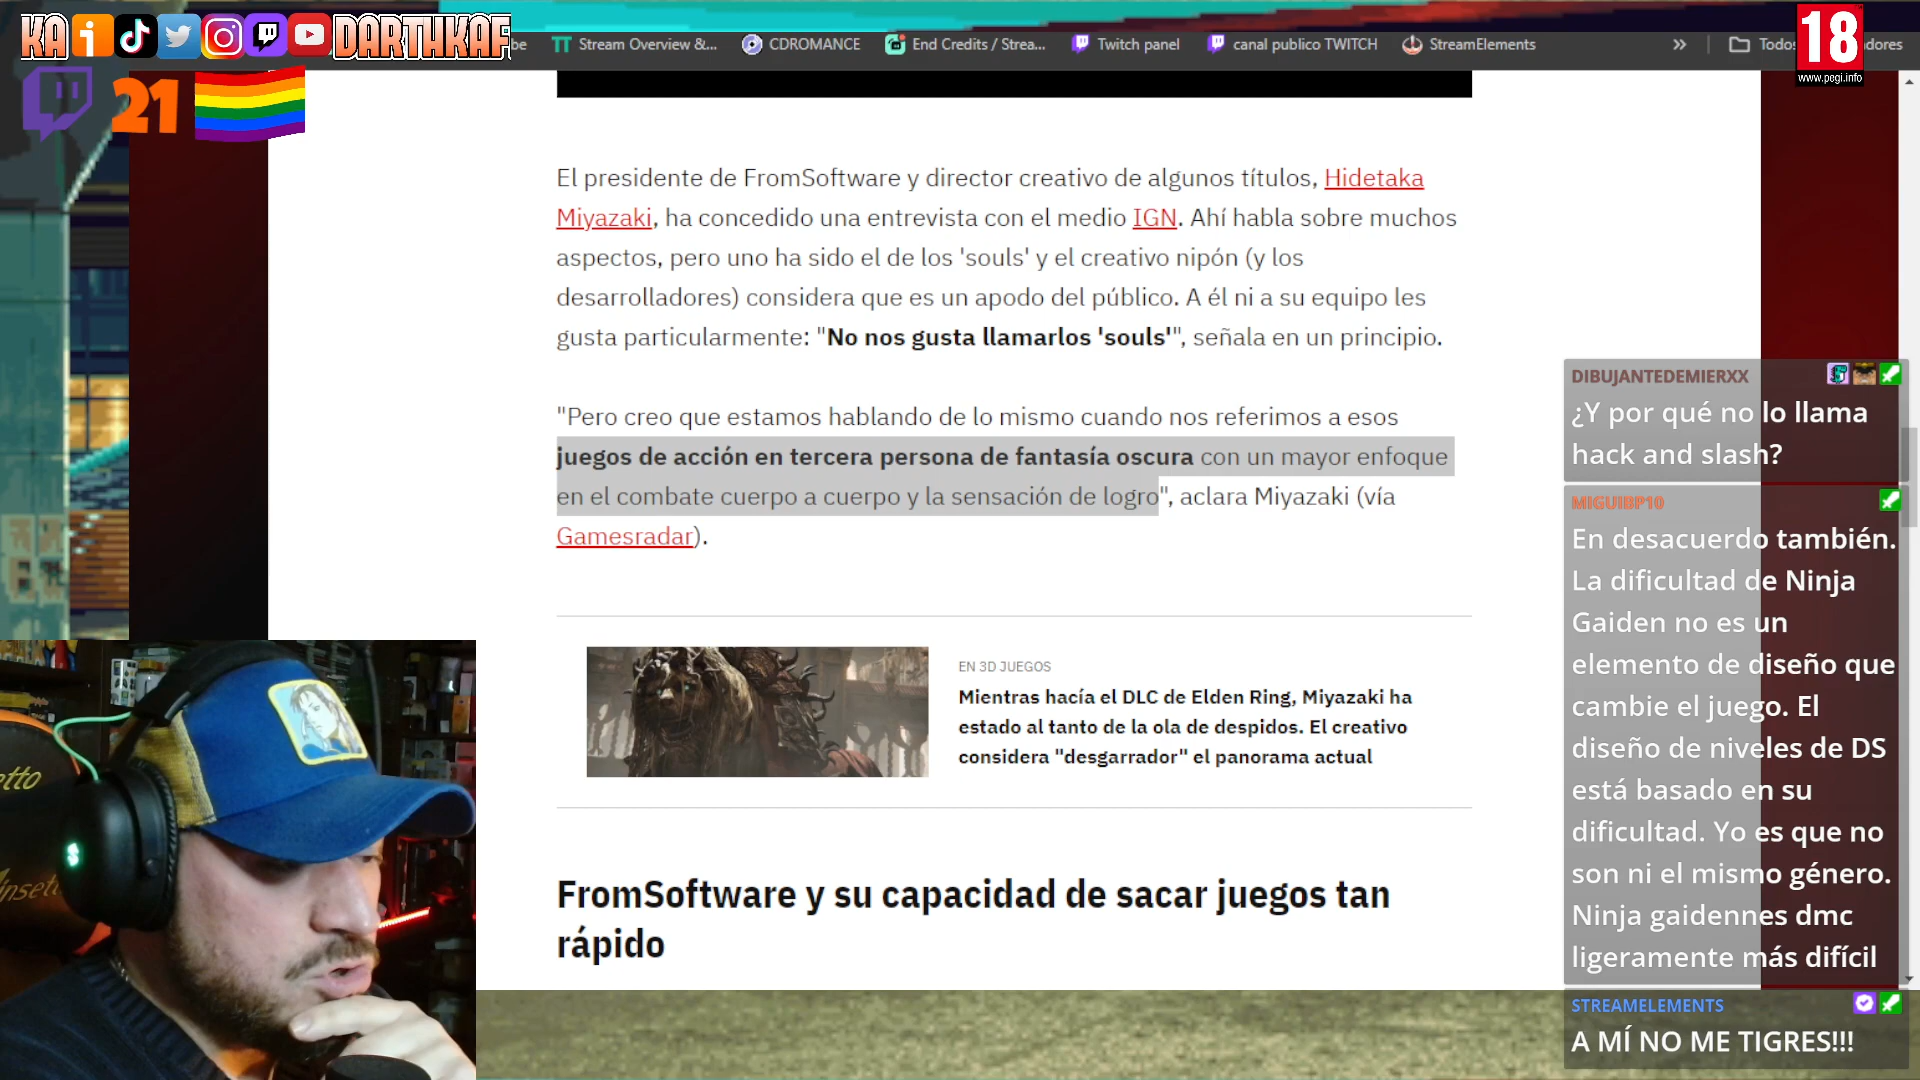 KA DARTHKAF
be
Stream Overview &...
CDROMANCE
End Credits / Strea...
Twitch panel
canal publico TWITCH
StreamElements
»
Todo
adores
18
www.pegi.info
21
El presidente de FromSoftware y director creativo de algunos títulos, Hidetaka
Miyazaki, ha concedido una entrevista con el medio IGN. Ahí habla sobre muchos
aspectos, pero uno ha sido el de los 'souls' y el creativo nipón (y los
desarrolladores) considera que es un apodo del público. A él ni a su equipo les
gusta particularmente: "No nos gusta llamarlos 'souls'", señala en un principio.
"Pero creo que estamos hablando de lo mismo cuando nos referimos a esos
juegos de acción en tercera persona de fantasía oscura con un mayor enfoque
en el combate cuerpo a cuerpo y la sensación de logro", aclara Miyazaki (vía
Gamesradar).
EN 3D JUEGOS
Mientras hacía el DLC de Elden Ring, Miyazaki ha
estado al tanto de la ola de despidos. El creativo
considera "desgarrador" el panorama actual
FromSoftware y su capacidad de sacar juegos tan
rápido
DIBUJANTEDEMIERXX
¿Y por qué no lo llama
hack and slash?
MIGUIBP10
En desacuerdo también.
La dificultad de Ninja
Gaiden no es un
elemento de diseño que
cambie el juego. El
diseño de niveles de DS
está basado en su
dificultad. Yo es que no
son ni el mismo género.
Ninja gaidennes dmc
ligeramente más difícil
STREAMELEMENTS
A MÍ NO ME TIGRES!!!